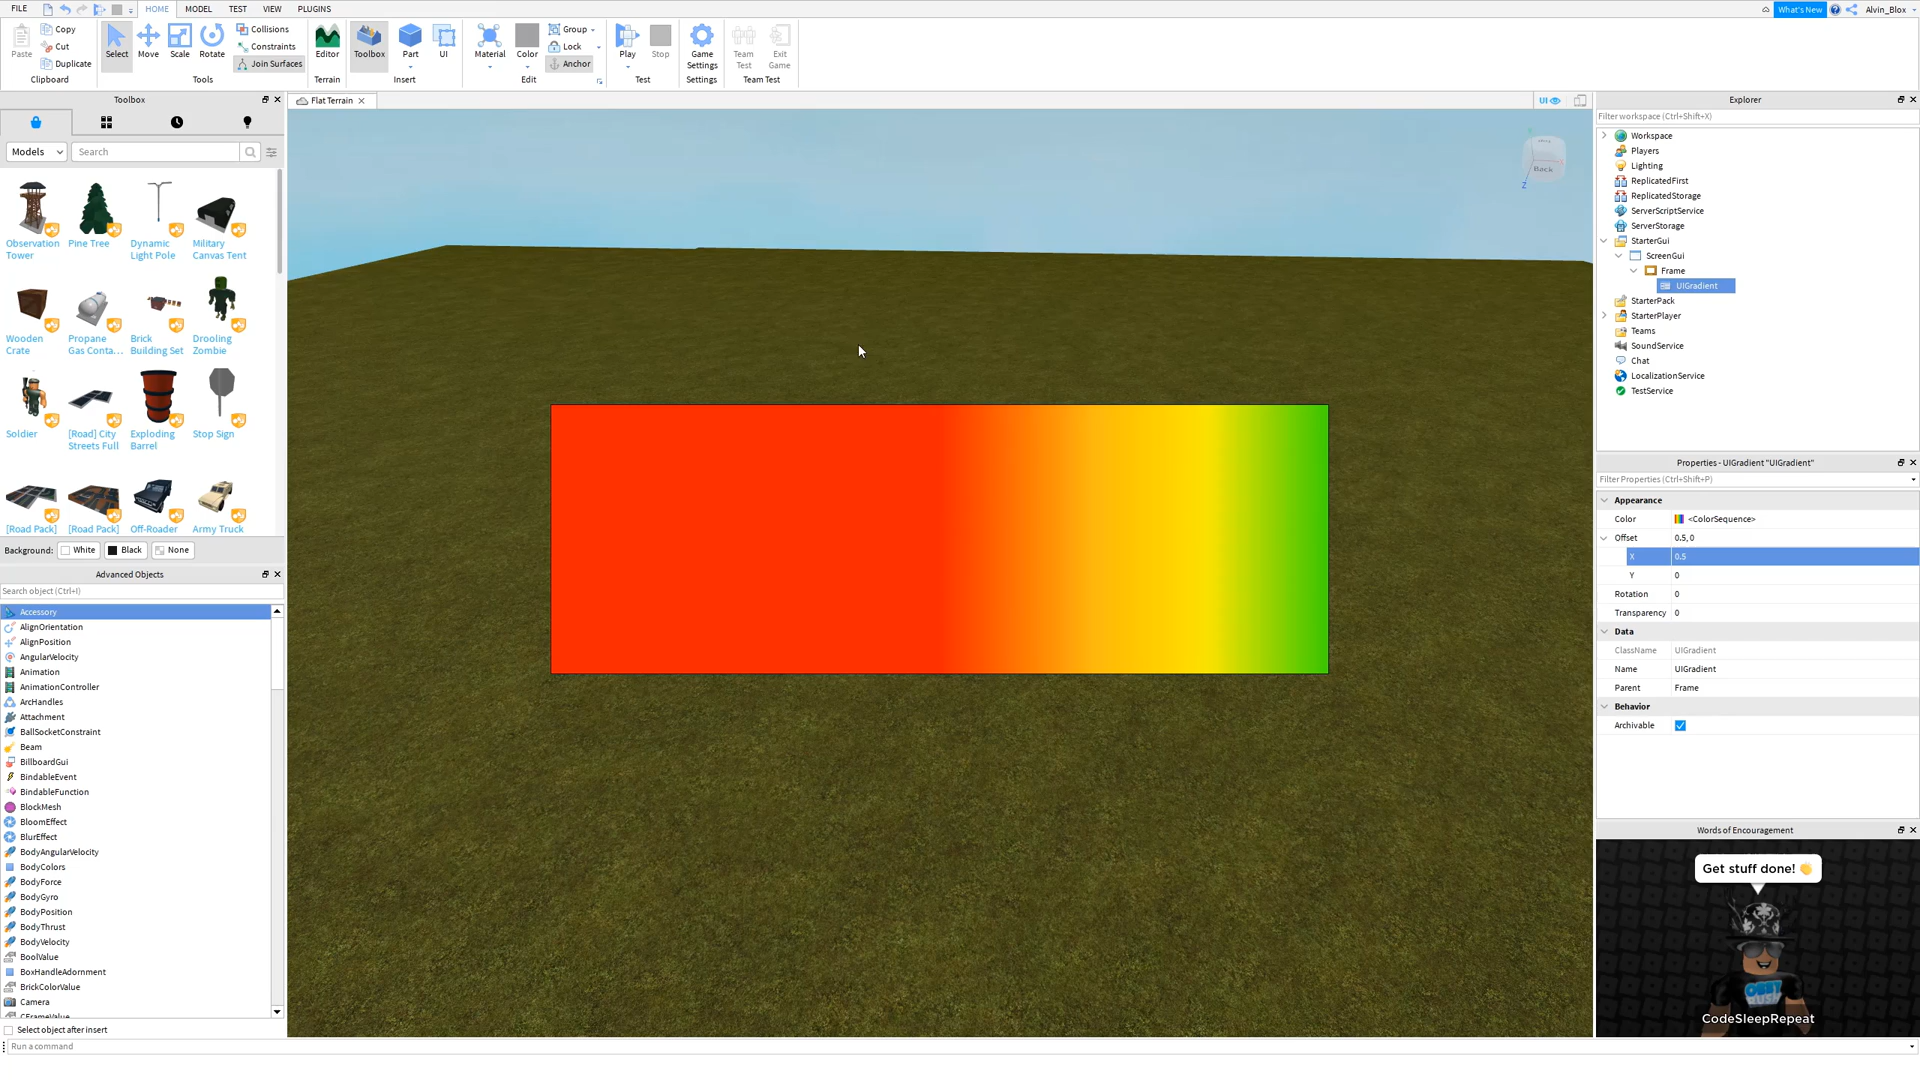 FILE HOME MODEL TEST VIEW PLUGINS What's New Alvin_Blox
Paste Copy Cut Duplicate Clipboard
Select Move Scale Rotate Collisions Constraints Join Surfaces Tools
Editor Terrain
Toolbox Part UI Insert
Material Color Group Lock Anchor Edit
Play Stop Test
Game Settings Settings
Team Test Exit Game Team Test
Toolbox
Models Search
Observation Tower
Pine Tree
Dynamic Light Pole
Military Canvas Tent
Wooden Crate
Propane Gas Conta...
Brick Building Set
Drooling Zombie
Soldier
[Road] City Streets Full
Exploding Barrel
Stop Sign
[Road Pack]
[Road Pack]
Off-Roader
Army Truck
Background: White Black None
Advanced Objects
Search object (Ctrl+I)
Accessory
AlignOrientation
AlignPosition
AngularVelocity
Animation
AnimationController
ArcHandles
Attachment
BallSocketConstraint
Beam
BillboardGui
BindableEvent
BindableFunction
BlockMesh
BloomEffect
BlurEffect
BodyAngularVelocity
BodyColors
BodyForce
BodyGyro
BodyPosition
BodyThrust
BodyVelocity
BoolValue
BoxHandleAdornment
BrickColorValue
Camera
CFrameValue
Select object after insert
Run a command
Flat Terrain
UI
Back
Z
Explorer
Filter workspace (Ctrl+Shift+X)
Workspace
Players
Lighting
ReplicatedFirst
ReplicatedStorage
ServerScriptService
ServerStorage
StarterGui
ScreenGui
Frame
UIGradient
StarterPack
StarterPlayer
Teams
SoundService
Chat
LocalizationService
TestService
Properties - UIGradient "UIGradient"
Filter Properties (Ctrl+Shift+P)
Appearance
Color <ColorSequence>
Offset 0.5, 0
X 0.5
Y 0
Rotation 0
Transparency 0
Data
ClassName UIGradient
Name UIGradient
Parent Frame
Behavior
Archivable
Words of Encouragement
Get stuff done! 👏
CodeSleepRepeat